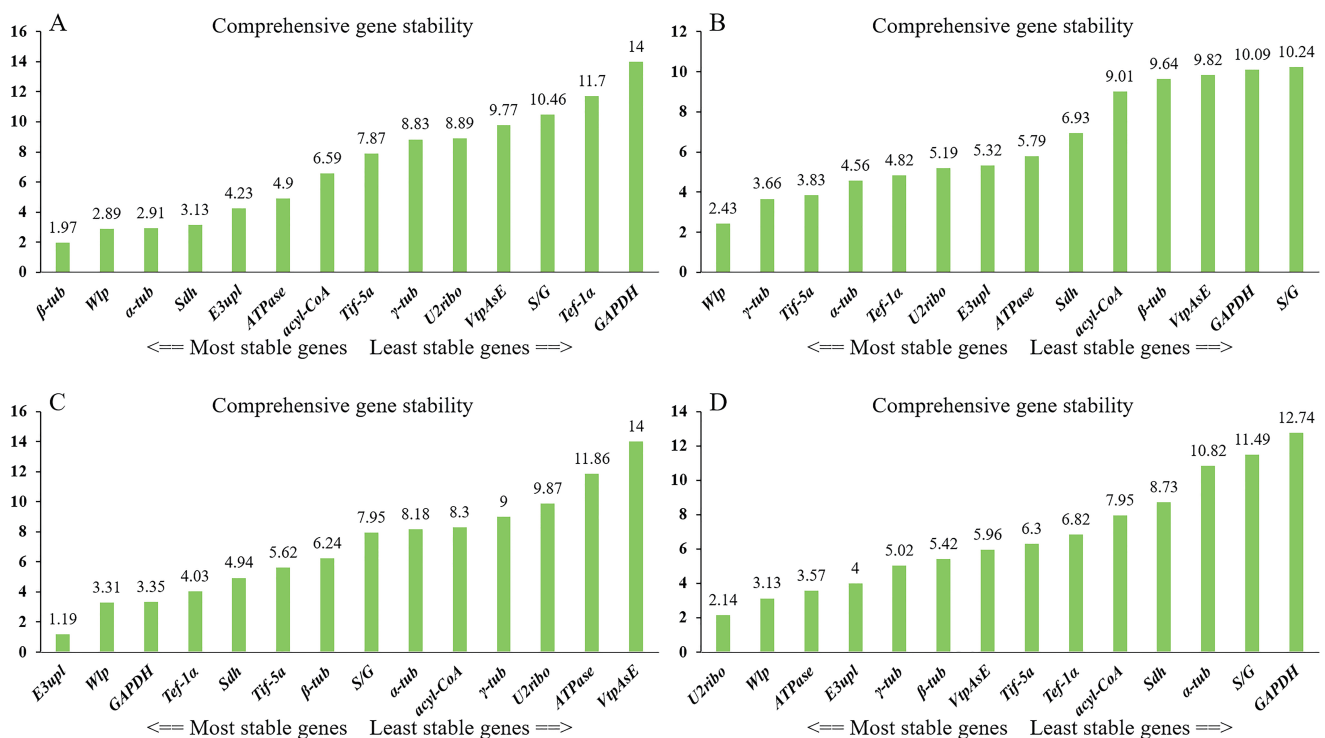 A
Comprehensive gene stability
16
14
12
10
8
6
4
2
0
1.97
2.89
2.91
3.13
4.23
4.9
6.59
7.87
8.83
8.89
9.77
10.46
11.7
14
β-tub
Wlp
α-tub
Sdh
E3upl
ATPase
acyl-CoA
Tif-5a
γ-tub
U2ribo
VtpAsE
S/G
Tef-1α
GAPDH
<== Most stable genes Least stable genes ==>
B
Comprehensive gene stability
12
10
8
6
4
2
0
2.43
3.66
3.83
4.56
4.82
5.19
5.32
5.79
6.93
9.01
9.64
9.82
10.09
10.24
Wlp
γ-tub
Tif-5a
α-tub
Tef-1α
U2ribo
E3upl
ATPase
Sdh
acyl-CoA
β-tub
VtpAsE
GAPDH
S/G
<== Most stable genes Least stable genes ==>
C
Comprehensive gene stability
16
14
12
10
8
6
4
2
0
1.19
3.31
3.35
4.03
4.94
5.62
6.24
7.95
8.18
8.3
9
9.87
11.86
14
E3upl
Wlp
GAPDH
Tef-1α
Sdh
Tif-5a
β-tub
S/G
α-tub
acyl-CoA
γ-tub
U2ribo
ATPase
VtpAsE
<== Most stable genes Least stable genes ==>
D
Comprehensive gene stability
14
12
10
8
6
4
2
0
2.14
3.13
3.57
4
5.02
5.42
5.96
6.3
6.82
7.95
8.73
10.82
11.49
12.74
U2ribo
Wlp
ATPase
E3upl
γ-tub
β-tub
VtpAsE
Tif-5a
Tef-1α
acyl-CoA
Sdh
α-tub
S/G
GAPDH
<== Most stable genes Least stable genes ==>